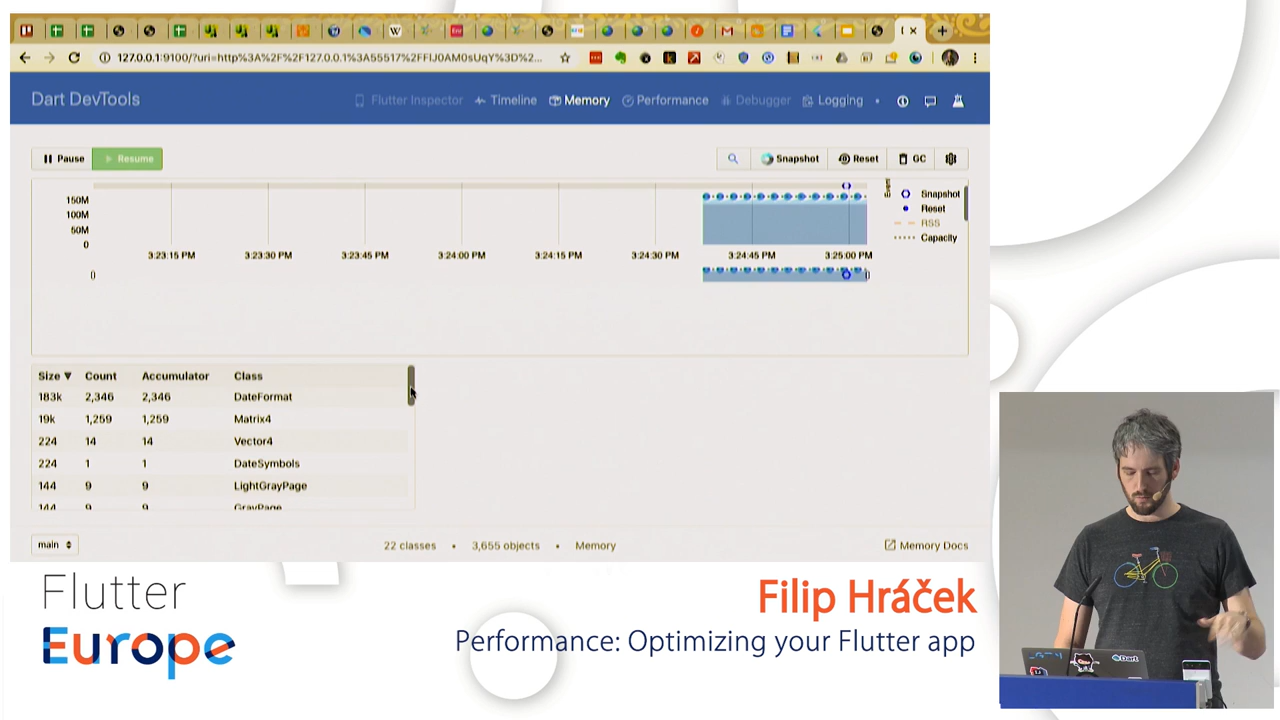 127.0.0.1:9100/?uri=http%3A%2F%2F127.0.0.1%3A55517%2FFIJ0AM0sUqY%3D%2...
Dart DevTools
Flutter Inspector Timeline Memory Performance Debugger Logging
Pause Resume Snapshot Reset GC
150M
100M
50M
0
3:23:15 PM 3:23:30 PM 3:23:45 PM 3:24:00 PM 3:24:15 PM 3:24:30 PM 3:24:45 PM 3:25:00 PM
Event
Snapshot
Reset
RSS
Capacity
Size ▼ Count Accumulator Class
183k 2,346 2,346 DateFormat
19k 1,259 1,259 Matrix4
224 14 14 Vector4
224 1 1 DateSymbols
144 9 9 LightGrayPage
144 9 9 GrayPage
main 22 classes • 3,655 objects • Memory Memory Docs
Flutter
Europe
Filip Hráček
Performance: Optimizing your Flutter app
Dart